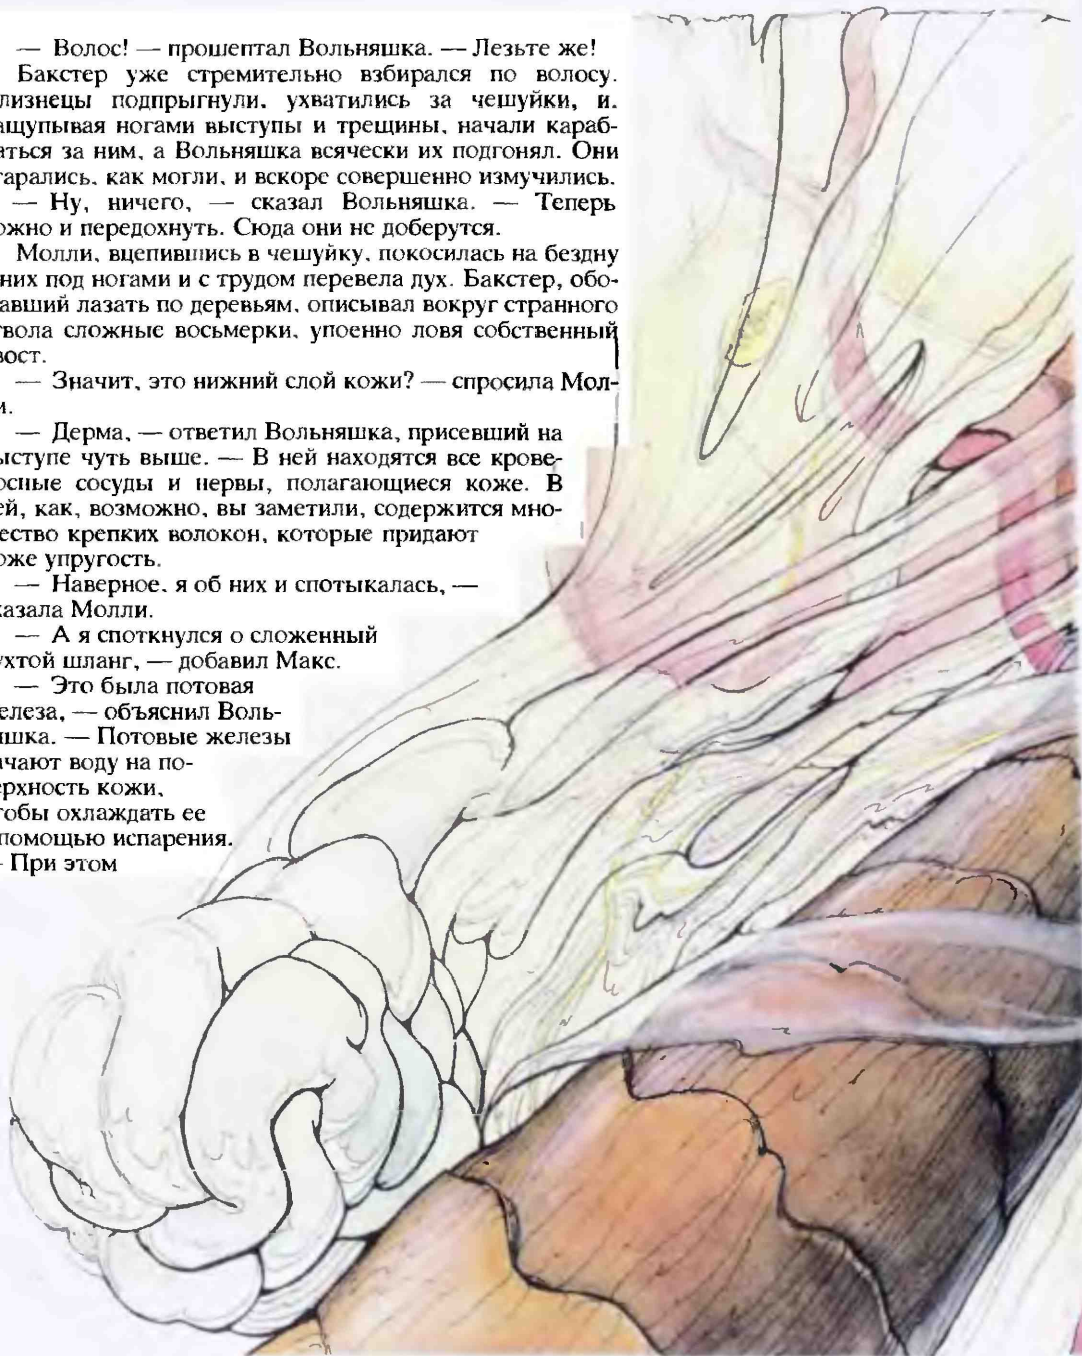 — Волос! — прошептал Вольняшка. — Лезьте же!
Бакстер уже стремительно взбирался по волосу.
лизнецы подпрыгнули, ухватились за чешуйки, и,
ащупывая ногами выступы и трещины, начали караб-
аться за ним, а Вольняшка всячески их подгонял. Они
тарались, как могли, и вскоре совершенно измучились.
— Ну, ничего, — сказал Вольняшка. — Теперь
ожно и передохнуть. Сюда они не доберутся.
Молли, вцепившись в чешуйку, покосилась на бездну
них под ногами и с трудом перевела дух. Бакстер, обо-
авший лазать по деревьям, описывал вокруг странного
твола сложные восьмерки, упоенно ловя собственный
вост.
— Значит, это нижний слой кожи? — спросила Мол-
и.
— Дерма, — ответил Вольняшка, присевший на
ыступе чуть выше. — В ней находятся все крове-
осные сосуды и нервы, полагающиеся коже. В
ей, как, возможно, вы заметили, содержится мно-
ество крепких волокон, которые придают
оже упругость.
— Наверное, я об них и спотыкалась, —
казала Молли.
— А я споткнулся о сложенный
ухтой шланг, — добавил Макс.
— Это была потовая
елеза, — объяснил Воль-
яшка. — Потовые железы
ачают воду на по-
ерхность кожи,
тобы охлаждать ее
помощью испарения.
— При этом